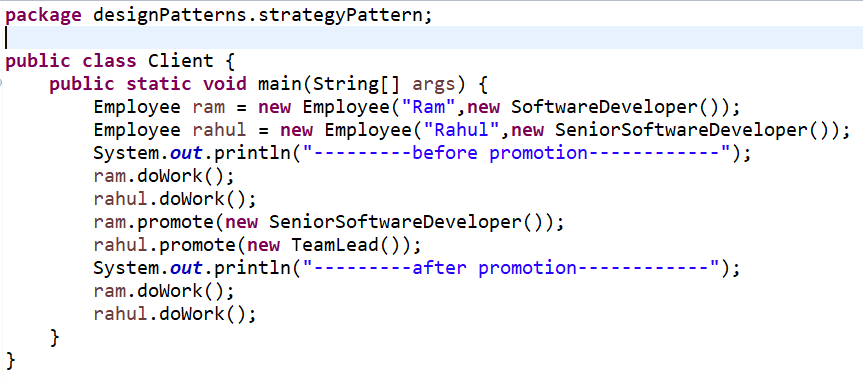 package designPatterns.strategyPattern;
public class Client {
public static void main(String[] args) {
Employee ram = new Employee("Ram",new SoftwareDeveloper());
Employee rahul = new Employee("Rahul",new SeniorSoftwareDeveloper());
System.out.println("---------before promotion------------");
ram.doWork();
rahul.doWork();
ram.promote(new SeniorSoftwareDeveloper());
rahul.promote(new TeamLead());
System.out.println("---------after promotion------------");
ram.doWork();
rahul.doWork();
}
}